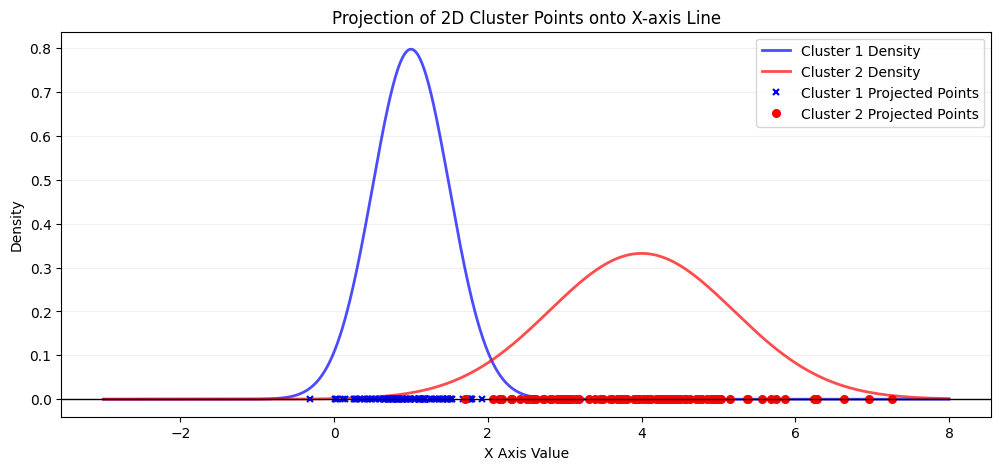 Projection of 2D Cluster Points onto X-axis Line
Cluster 1 Density
Cluster 2 Density
Cluster 1 Projected Points
Cluster 2 Projected Points
0.8
0.7
0.6
0.5
0.4
0.3
0.2
0.1
0.0
Density
−2
0
2
4
6
8
X Axis Value